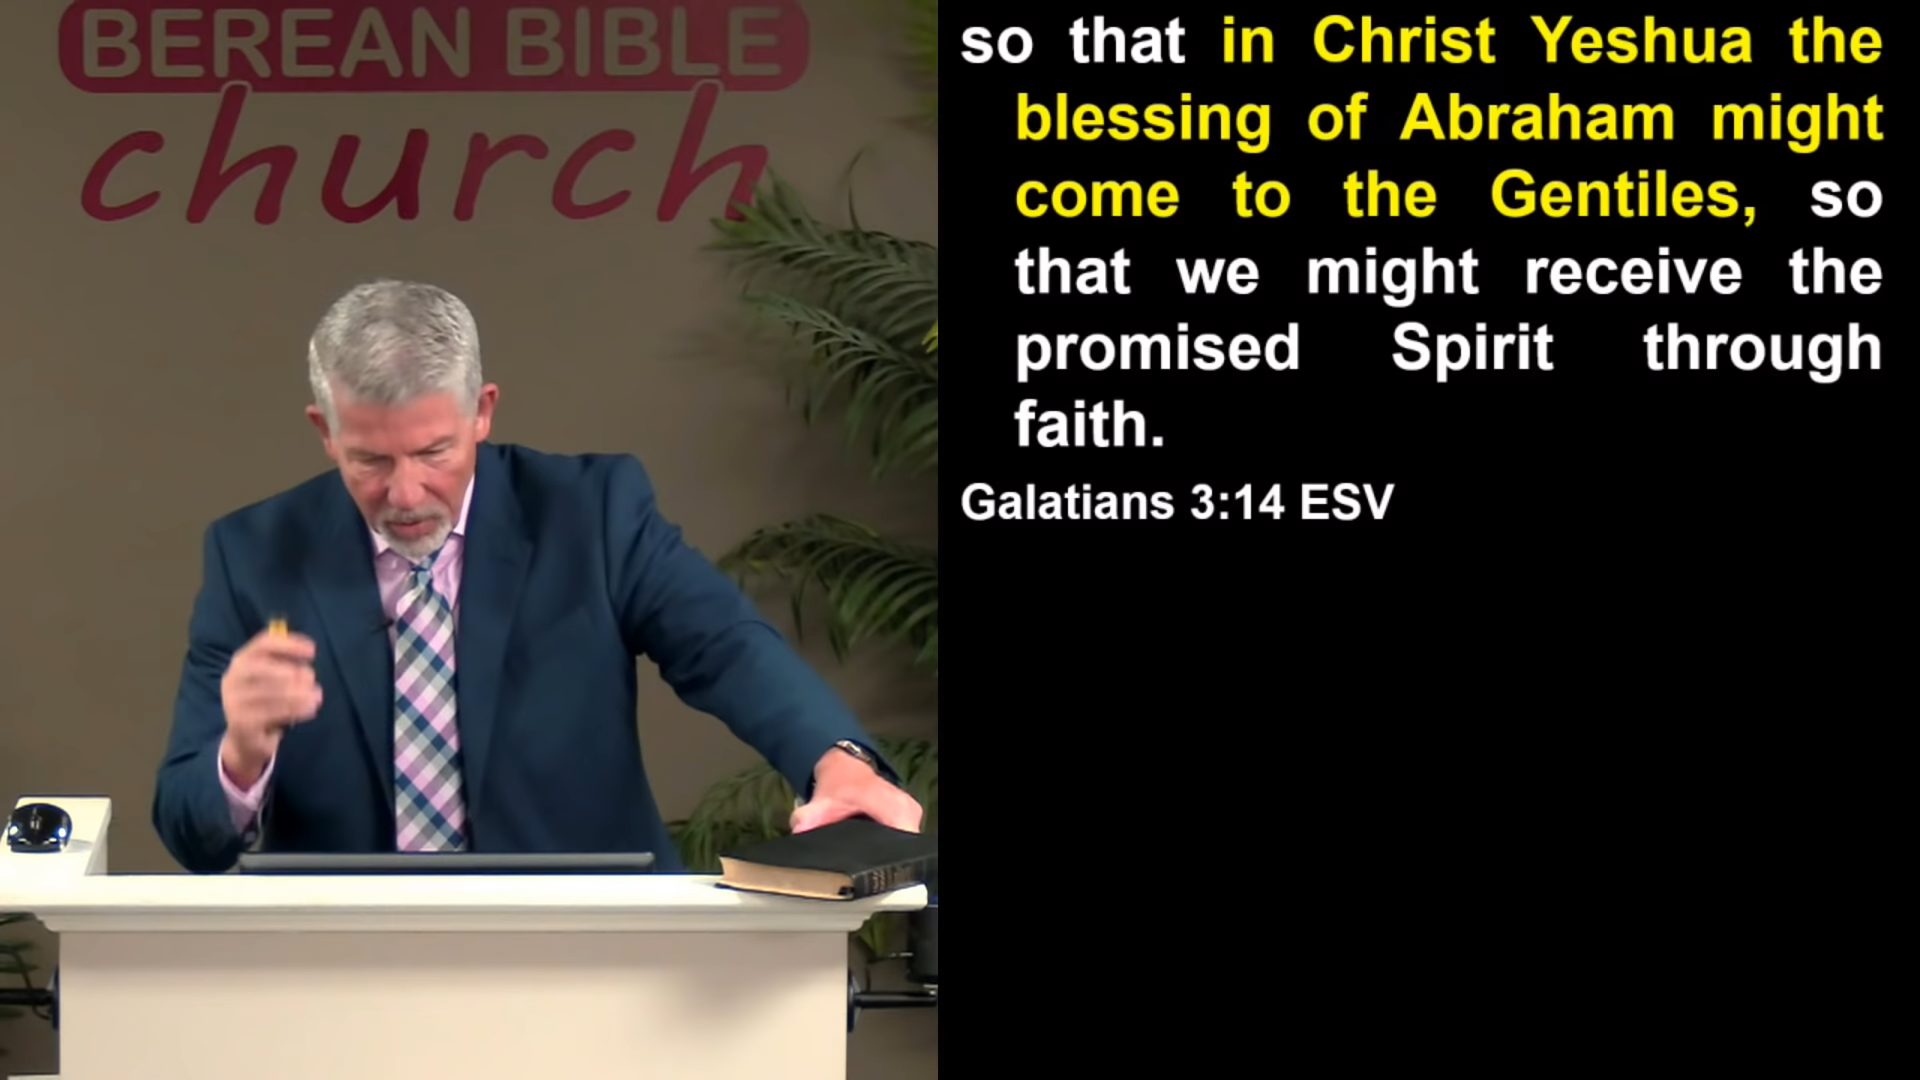 BEREAN BIBLE
church
so that in Christ Yeshua the
blessing of Abraham might
come to the Gentiles, so
that we might receive the
promised Spirit through
faith.
Galatians 3:14 ESV